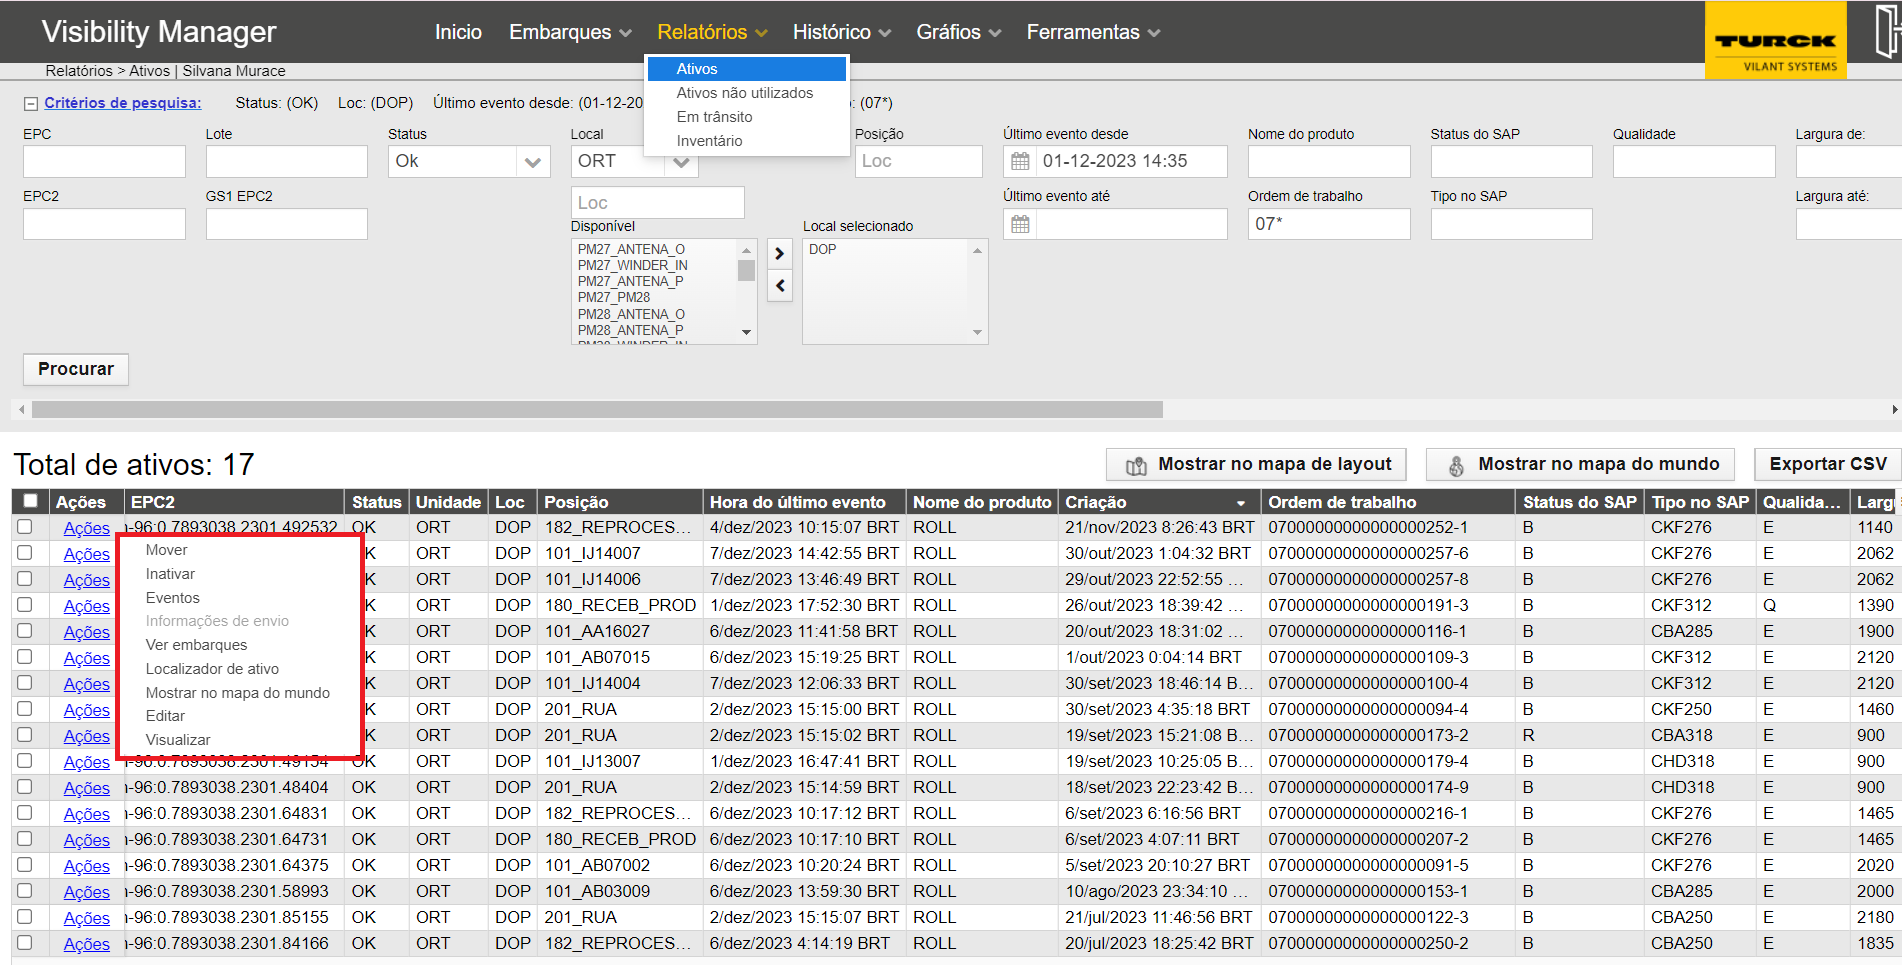 Visibility Manager
Inicio Embarques Relatórios Histórico Gráfios Ferramentas
TURCK
VILANT SYSTEMS
Relatórios > Ativos | Silvana Murace
Ativos
Ativos não utilizados
Em trânsito
Inventário
Critérios de pesquisa: Status: (OK) Loc: (DOP) Último evento desde: (01-12-20 : (07*)
EPC Lote Status Local Posição Último evento desde Nome do produto Status do SAP Qualidade Largura de:
Ok ORT Loc 01-12-2023 14:35
EPC2 GS1 EPC2 Último evento até Ordem de trabalho Tipo no SAP Largura até:
Loc 07*
Disponível Local selecionado
PM27_ANTENA_O DOP
PM27_WINDER_IN
PM27_ANTENA_P
PM27_PM28
PM28_ANTENA_O
PM28_ANTENA_P
PM28_WINDER_IN
Procurar
Total de ativos: 17 Mostrar no mapa de layout Mostrar no mapa do mundo Exportar CSV
Ações EPC2 Status Unidade Loc Posição Hora do último evento Nome do produto Criação Ordem de trabalho Status do SAP Tipo no SAP Qualida... Larg
Ações -96:0.7893038.2301.492532 OK ORT DOP 182_REPROCES... 4/dez/2023 10:15:07 BRT ROLL 21/nov/2023 8:26:43 BRT 07000000000000000252-1 B CKF276 E 1140
Ações K ORT DOP 101_IJ14007 7/dez/2023 14:42:55 BRT ROLL 30/out/2023 1:04:32 BRT 07000000000000000257-6 B CKF276 E 2062
Ações K ORT DOP 101_IJ14006 7/dez/2023 13:46:49 BRT ROLL 29/out/2023 22:52:55 ... 07000000000000000257-8 B CKF276 E 2062
Ações K ORT DOP 180_RECEB_PROD 1/dez/2023 17:52:30 BRT ROLL 26/out/2023 18:39:42 ... 07000000000000000191-3 B CKF312 Q 1390
Ações K ORT DOP 101_AA16027 6/dez/2023 11:41:58 BRT ROLL 20/out/2023 18:31:02 ... 07000000000000000116-1 B CBA285 E 1900
Ações K ORT DOP 101_AB07015 6/dez/2023 15:19:25 BRT ROLL 1/out/2023 0:04:14 BRT 07000000000000000109-3 B CKF312 E 2120
Ações K ORT DOP 101_IJ14004 7/dez/2023 12:06:33 BRT ROLL 30/set/2023 18:46:14 B... 07000000000000000100-4 B CKF312 E 2120
Ações K ORT DOP 201_RUA 2/dez/2023 15:15:00 BRT ROLL 30/set/2023 4:35:18 BRT 07000000000000000094-4 B CKF250 E 1460
Ações K ORT DOP 201_RUA 2/dez/2023 15:15:02 BRT ROLL 19/set/2023 15:21:08 B... 07000000000000000173-2 R CBA318 E 900
Ações -96:0.7893038.2301.49154 OK ORT DOP 101_IJ13007 1/dez/2023 16:47:41 BRT ROLL 19/set/2023 10:25:05 B... 07000000000000000179-4 B CHD318 E 900
Ações -96:0.7893038.2301.48404 OK ORT DOP 201_RUA 2/dez/2023 15:14:59 BRT ROLL 18/set/2023 22:23:42 B... 07000000000000000174-9 B CHD318 E 900
Ações -96:0.7893038.2301.64831 OK ORT DOP 182_REPROCES... 6/dez/2023 10:17:12 BRT ROLL 6/set/2023 6:16:56 BRT 07000000000000000216-1 B CKF276 E 1465
Ações -96:0.7893038.2301.64731 OK ORT DOP 180_RECEB_PROD 6/dez/2023 10:17:10 BRT ROLL 6/set/2023 4:07:11 BRT 07000000000000000207-2 B CKF276 E 1465
Ações -96:0.7893038.2301.64375 OK ORT DOP 101_AB07002 6/dez/2023 10:20:24 BRT ROLL 5/set/2023 20:10:27 BRT 07000000000000000091-5 B CKF276 E 2020
Ações -96:0.7893038.2301.58993 OK ORT DOP 101_AB03009 6/dez/2023 13:59:30 BRT ROLL 10/ago/2023 23:34:10 ... 07000000000000000153-1 B CBA285 E 2000
Ações -96:0.7893038.2301.85155 OK ORT DOP 201_RUA 2/dez/2023 15:15:07 BRT ROLL 21/jul/2023 11:46:56 BRT 07000000000000000122-3 B CBA250 E 2180
Ações -96:0.7893038.2301.84166 OK ORT DOP 182_REPROCES... 6/dez/2023 4:14:19 BRT ROLL 20/jul/2023 18:25:42 BRT 07000000000000000250-2 B CBA250 E 1835
Mover
Inativar
Eventos
Informações de envio
Ver embarques
Localizador de ativo
Mostrar no mapa do mundo
Editar
Visualizar